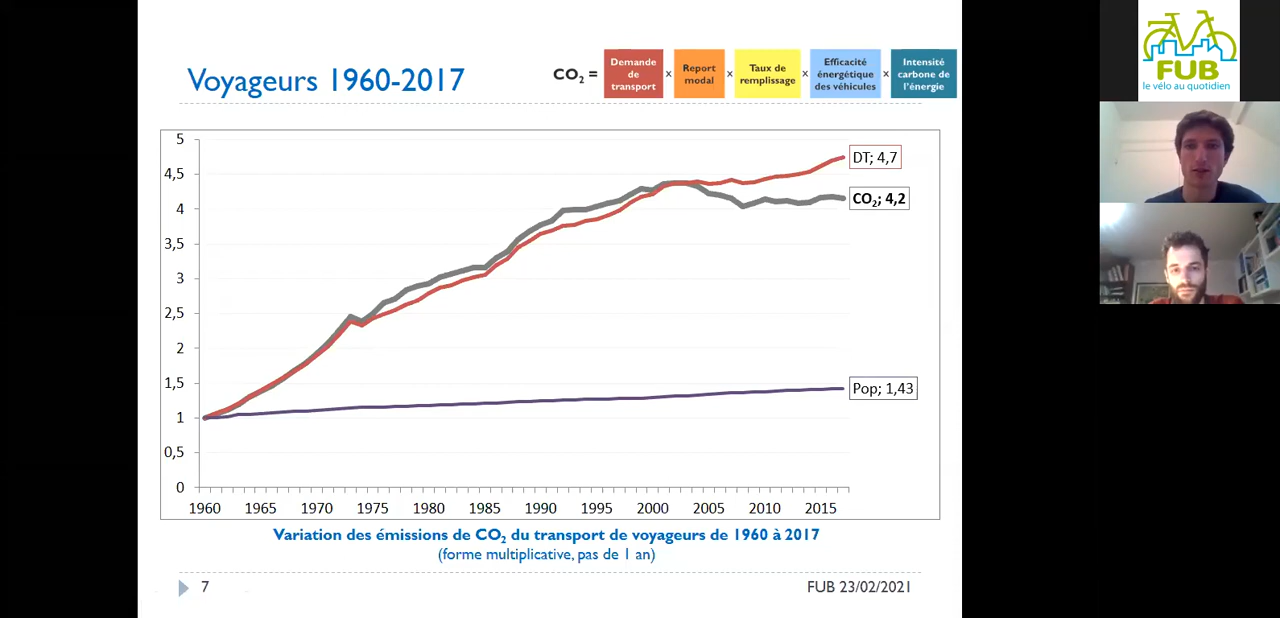 Voyageurs 1960-2017
CO₂ =
Demande
de
transport
x
Report
modal
x
Taux de
remplissage
x
Efficacité
énergétique
des véhicules
x
Intensité
carbone de
l'énergie
5
4,5
4
3,5
3
2,5
2
1,5
1
0,5
0
DT; 4,7
CO₂; 4,2
Pop; 1,43
1960 1965 1970 1975 1980 1985 1990 1995 2000 2005 2010 2015
Variation des émissions de CO₂ du transport de voyageurs de 1960 à 2017
(forme multiplicative, pas de 1 an)
7
FUB 23/02/2021
FUB
le vélo au quotidien